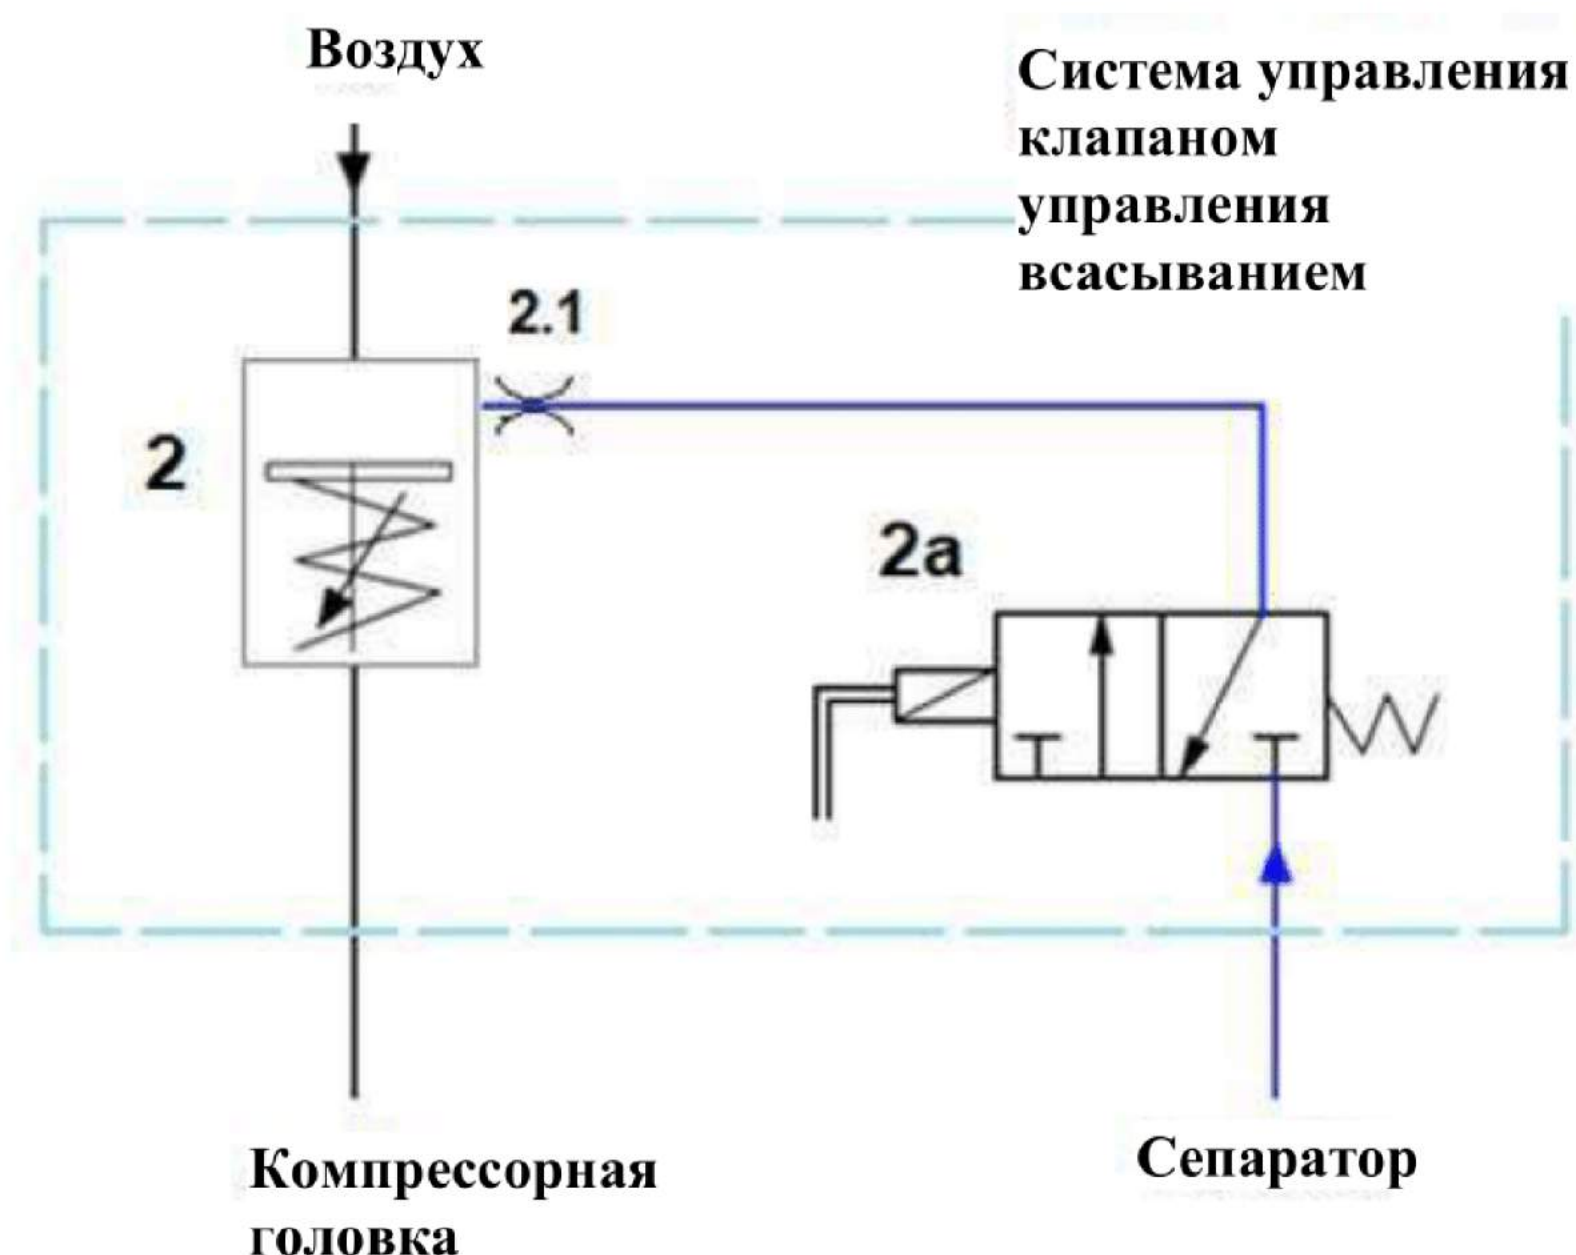 Воздух
Система управления
клапаном
управления
всасыванием
2.1
2
2a
Компрессорная
головка
Сепаратор